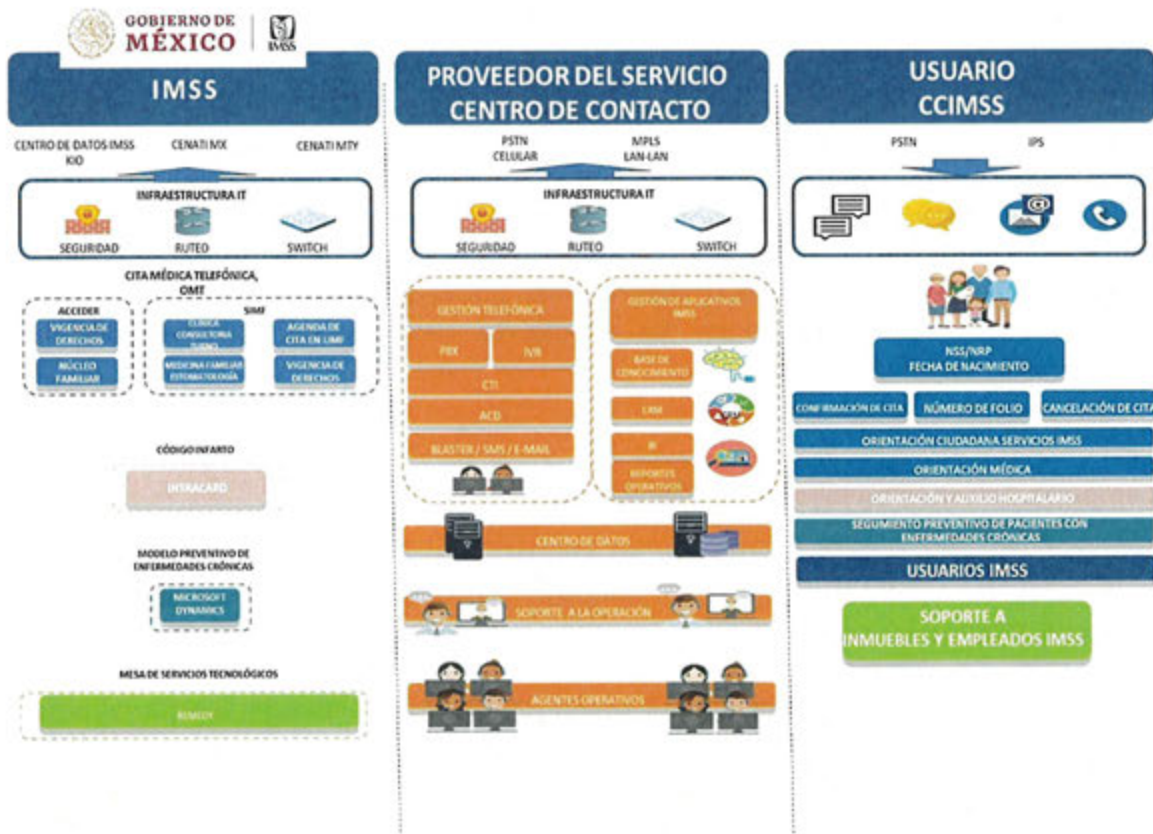 GOBIERNO DE
MÉXICO
IMSS
IMSS
CENTRO DE DATOS IMSS
KIO
CENATI MX
CENATI MTY
INFRAESTRUCTURA IT
SEGURIDAD
RUTEO
SWITCH
CITA MÉDICA TELEFÓNICA,
OMT
ACCEDER
VIGENCIA DE
DERECHOS
NÚCLEO
FAMILIAR
SIMF
CLÍNICA
CONSULTORIO
TURNO
AGENDA DE
CITA EN UMF
MEDICINA FAMILIAR
ESTOMATOLOGÍA
VIGENCIA DE
DERECHOS
CÓDIGO INFARTO
INTRACARD
MODELO PREVENTIVO DE
ENFERMEDADES CRÓNICAS
MICROSOFT
DYNAMICS
MESA DE SERVICIOS TECNOLÓGICOS
REMEDY
PROVEEDOR DEL SERVICIO
CENTRO DE CONTACTO
PSTN
CELULAR
MPLS
LAN-LAN
INFRAESTRUCTURA IT
SEGURIDAD
RUTEO
SWITCH
GESTIÓN TELEFÓNICA
PBX
IVR
CTI
ACD
BLASTER / SMS / E-MAIL
GESTIÓN DE APLICATIVOS
IMSS
BASE DE
CONOCIMIENTO
CRM
BI
REPORTES
OPERATIVOS
CENTRO DE DATOS
SOPORTE A LA OPERACIÓN
AGENTES OPERATIVOS
USUARIO
CCIMSS
PSTN
IPS
NSS/NRP
FECHA DE NACIMIENTO
CONFIRMACIÓN DE CITA
NÚMERO DE FOLIO
CANCELACIÓN DE CITA
ORIENTACIÓN CIUDADANA SERVICIOS IMSS
ORIENTACIÓN MÉDICA
ORIENTACIÓN Y AUXILIO HOSPITALARIO
SEGUIMIENTO PREVENTIVO DE PACIENTES CON
ENFERMEDADES CRÓNICAS
USUARIOS IMSS
SOPORTE A
INMUEBLES Y EMPLEADOS IMSS